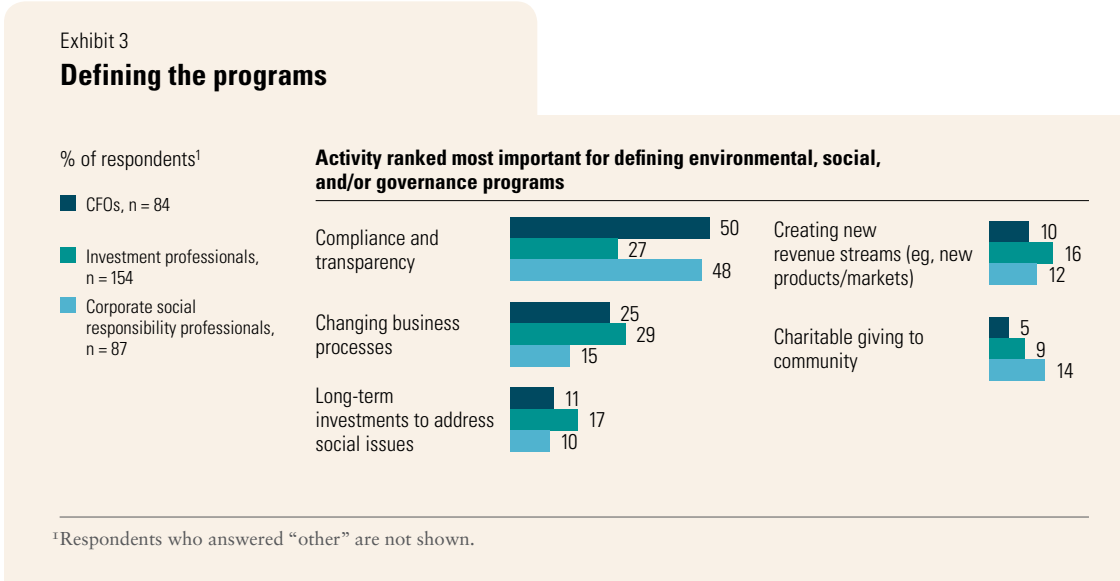 Exhibit 3
Defining the programs
% of respondents¹
CFOs, n = 84
Investment professionals,
n = 154
Corporate social
responsibility professionals,
n = 87
Activity ranked most important for defining environmental, social,
and/or governance programs
Compliance and
transparency
50
27
48
Changing business
processes
25
29
15
Long-term
investments to address
social issues
11
17
10
Creating new
revenue streams (eg, new
products/markets)
10
16
12
Charitable giving to
community
5
9
14
¹Respondents who answered “other” are not shown.